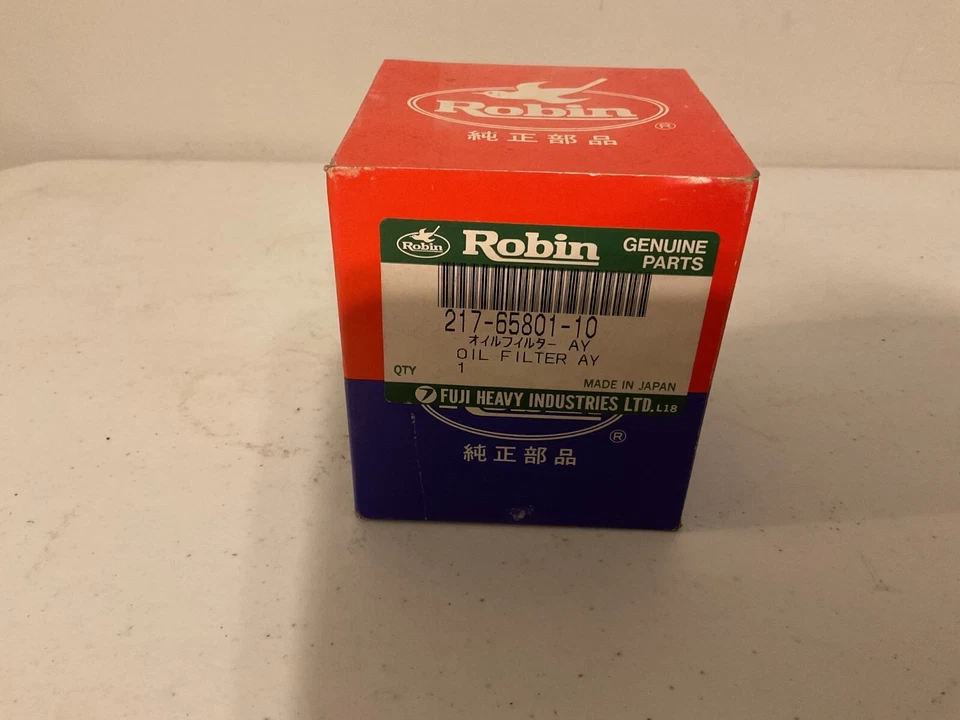 Robin
®
純正部品
Robin
Robin
GENUINE
PARTS
217-65801-10
オイルフィルター AY
OIL FILTER AY
QTY
1
MADE IN JAPAN
FUJI HEAVY INDUSTRIES LTD. L18
®
純正部品